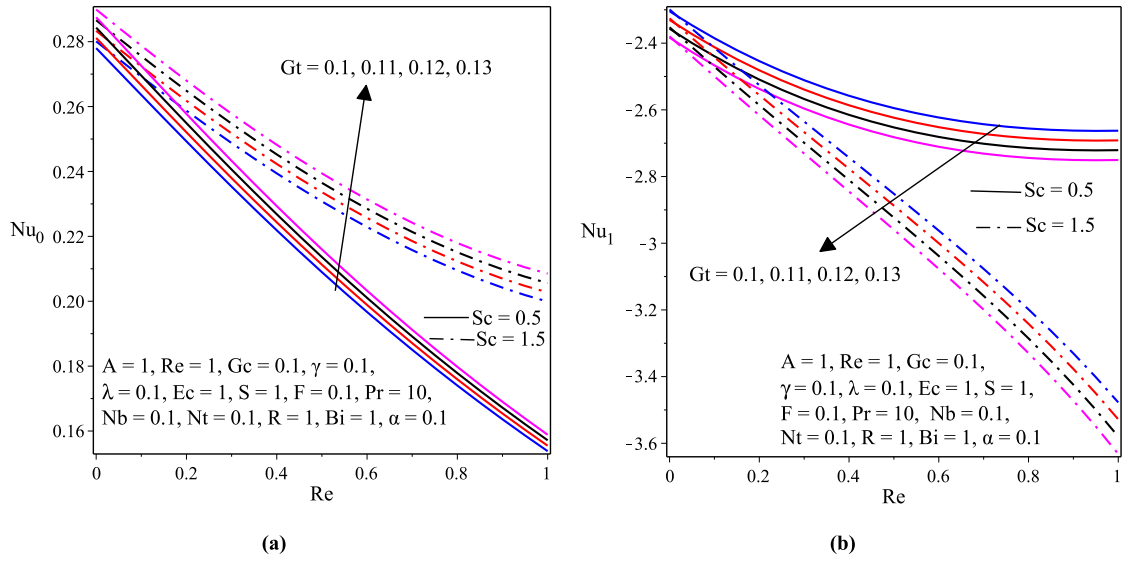 0.28
0.26
0.24
0.22
0.20
0.18
0.16
Nu0
Gt = 0.1, 0.11, 0.12, 0.13
Sc = 0.5
Sc = 1.5
A = 1, Re = 1, Gc = 0.1, γ = 0.1,
λ = 0.1, Ec = 1, S = 1, F = 0.1, Pr = 10,
Nb = 0.1, Nt = 0.1, R = 1, Bi = 1, α = 0.1
0 0.2 0.4 0.6 0.8 1
Re
(a)
−2.4
−2.6
−2.8
−3
−3.2
−3.4
−3.6
Nu1
Sc = 0.5
Sc = 1.5
Gt = 0.1, 0.11, 0.12, 0.13
A = 1, Re = 1, Gc = 0.1,
γ = 0.1, λ = 0.1, Ec = 1, S = 1,
F = 0.1, Pr = 10, Nb = 0.1,
Nt = 0.1, R = 1, Bi = 1, α = 0.1
0 0.2 0.4 0.6 0.8 1
Re
(b)